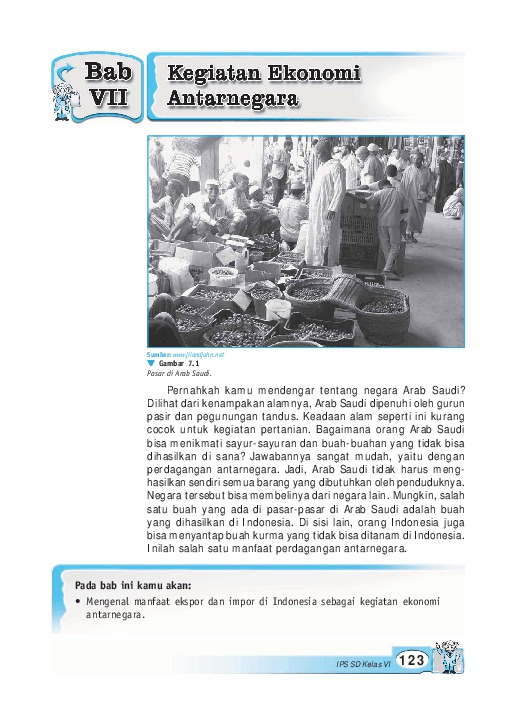 Bab
VII
Kegiatan Ekonomi
Antarnegara
Sumber: www.jilandjohn.net
Gambar 7.1
Pasar di Arab Saudi.
Pernahkah kamu mendengar tentang negara Arab Saudi?
Dilihat dari kenampakan alamnya, Arab Saudi dipenuhi oleh gurun
pasir dan pegunungan tandus. Keadaan alam seperti ini kurang
cocok untuk kegiatan pertanian. Bagaimana orang Arab Saudi
bisa menikmati sayur-sayuran dan buah-buahan yang tidak bisa
dihasilkan di sana? Jawabannya sangat mudah, yaitu dengan
perdagangan antarnegara. Jadi, Arab Saudi tidak harus meng-
hasilkan sendiri semua barang yang dibutuhkan oleh penduduknya.
Negara tersebut bisa membelinya dari negara lain. Mungkin, salah
satu buah yang ada di pasar-pasar di Arab Saudi adalah buah
yang dihasilkan di Indonesia. Di sisi lain, orang Indonesia juga
bisa menyantap buah kurma yang tidak bisa ditanam di Indonesia.
Inilah salah satu manfaat perdagangan antarnegara.
Pada bab ini kamu akan:
• Mengenal manfaat ekspor dan impor di Indonesia sebagai kegiatan ekonomi
antarnegara.
IPS SD Kelas VI 123